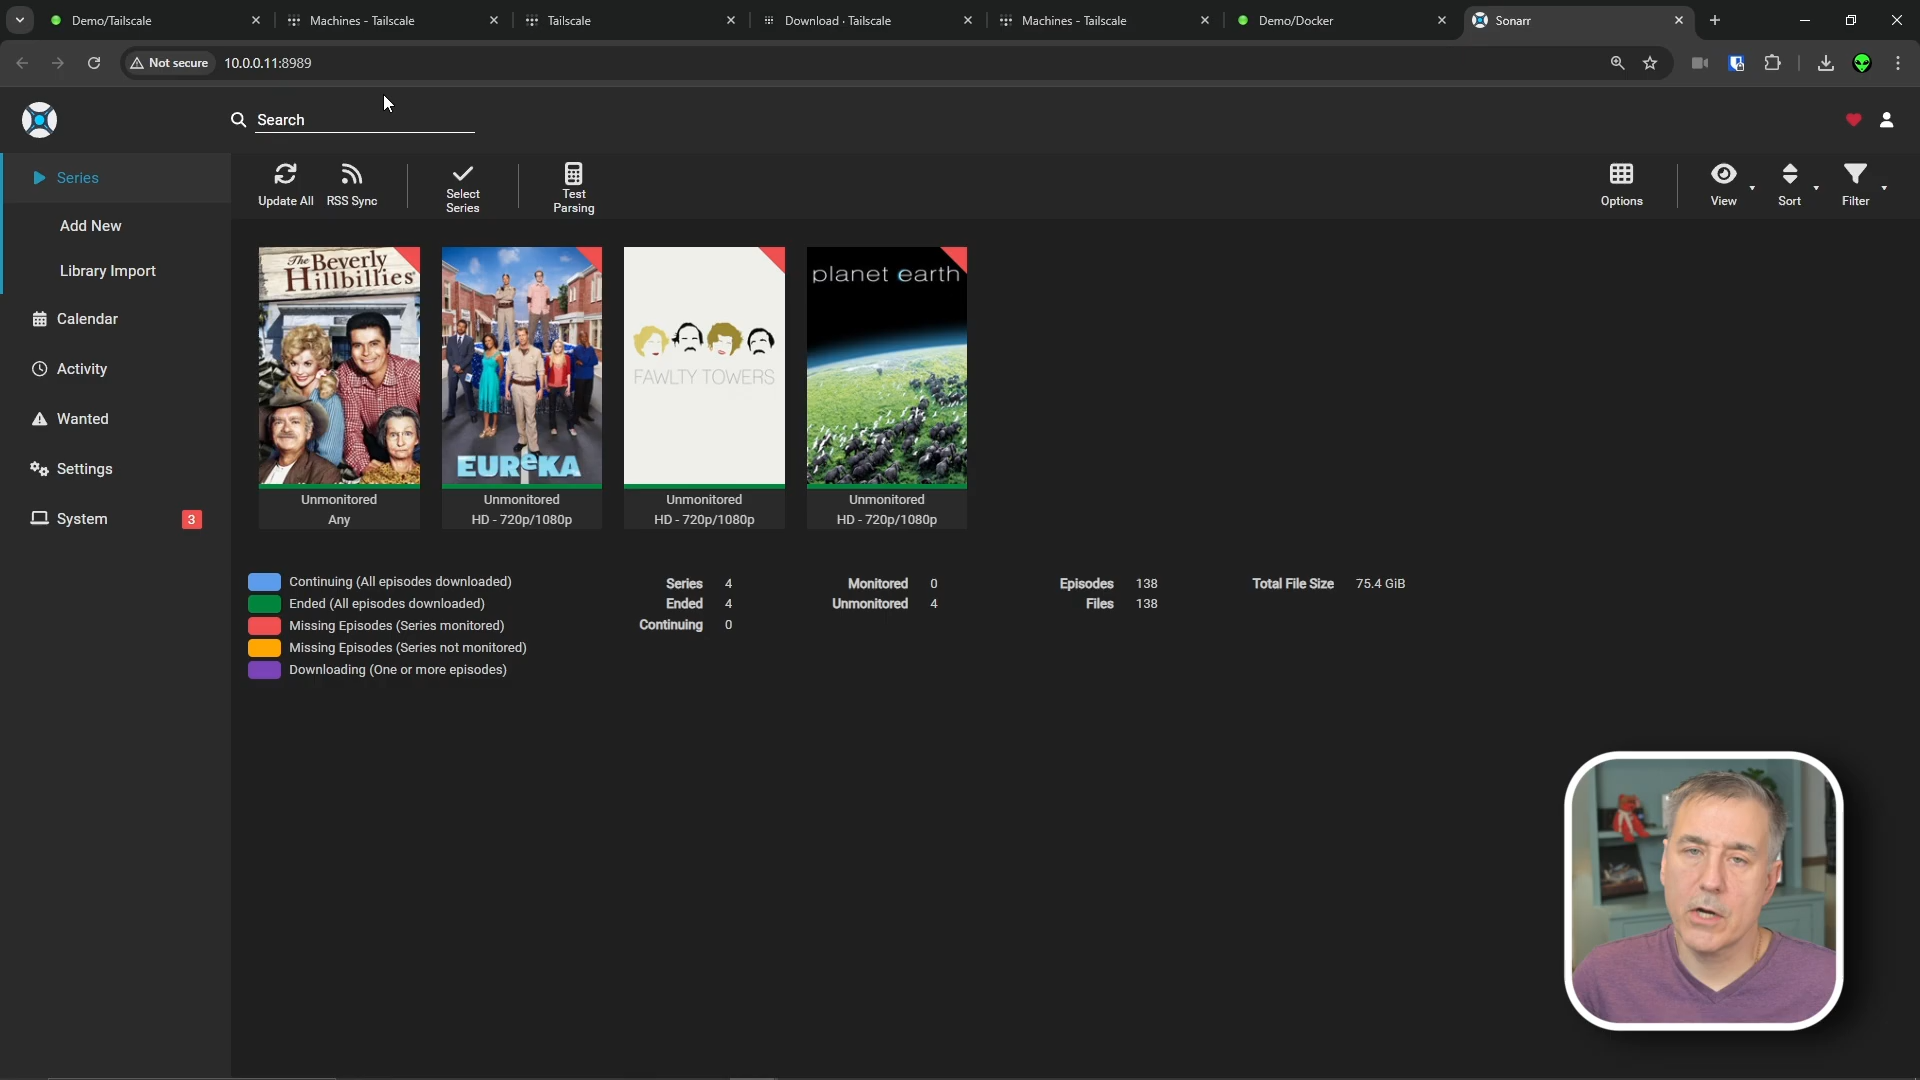 Demo/Tailscale
Machines - Tailscale
Tailscale
Download · Tailscale
Machines - Tailscale
Demo/Docker
Sonarr
Not secure
10.0.0.11:8989
Search
Series
Add New
Library Import
Calendar
Activity
Wanted
Settings
System
3
Update All
RSS Sync
Select
Series
Test
Parsing
Options
View
Sort
Filter
The Beverly
Hillbillies
EUReKA
FAWLTY TOWERS
planet earth
Unmonitored
Any
Unmonitored
HD - 720p/1080p
Unmonitored
HD - 720p/1080p
Unmonitored
HD - 720p/1080p
Continuing (All episodes downloaded)
Ended (All episodes downloaded)
Missing Episodes (Series monitored)
Missing Episodes (Series not monitored)
Downloading (One or more episodes)
Series 4
Ended 4
Continuing 0
Monitored 0
Unmonitored 4
Episodes 138
Files 138
Total File Size 75.4 GiB